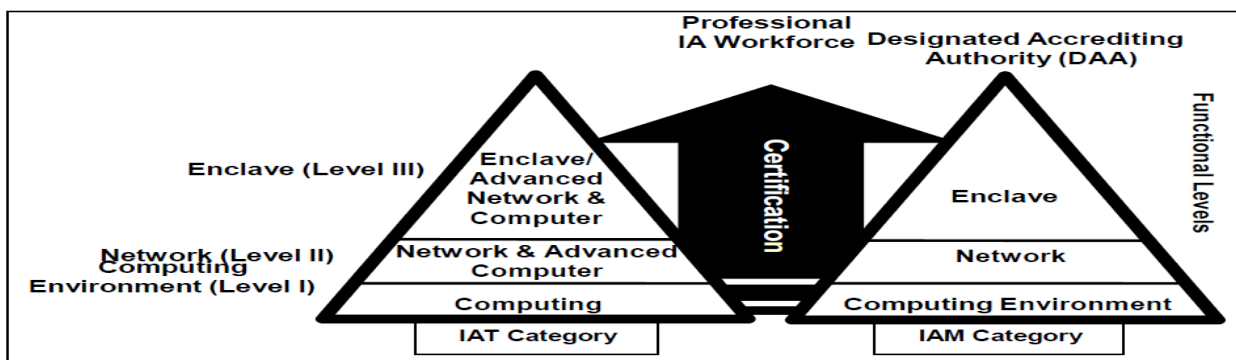 Professional
IA Workforce
Designated Accrediting
Authority (DAA)
Functional Levels
Certification
Enclave (Level III)
Enclave/
Advanced
Network &
Computer
Enclave
Network (Level II)
Network & Advanced
Computer
Network
Computing
Environment (Level I)
Computing
Computing Environment
IAT Category
IAM Category